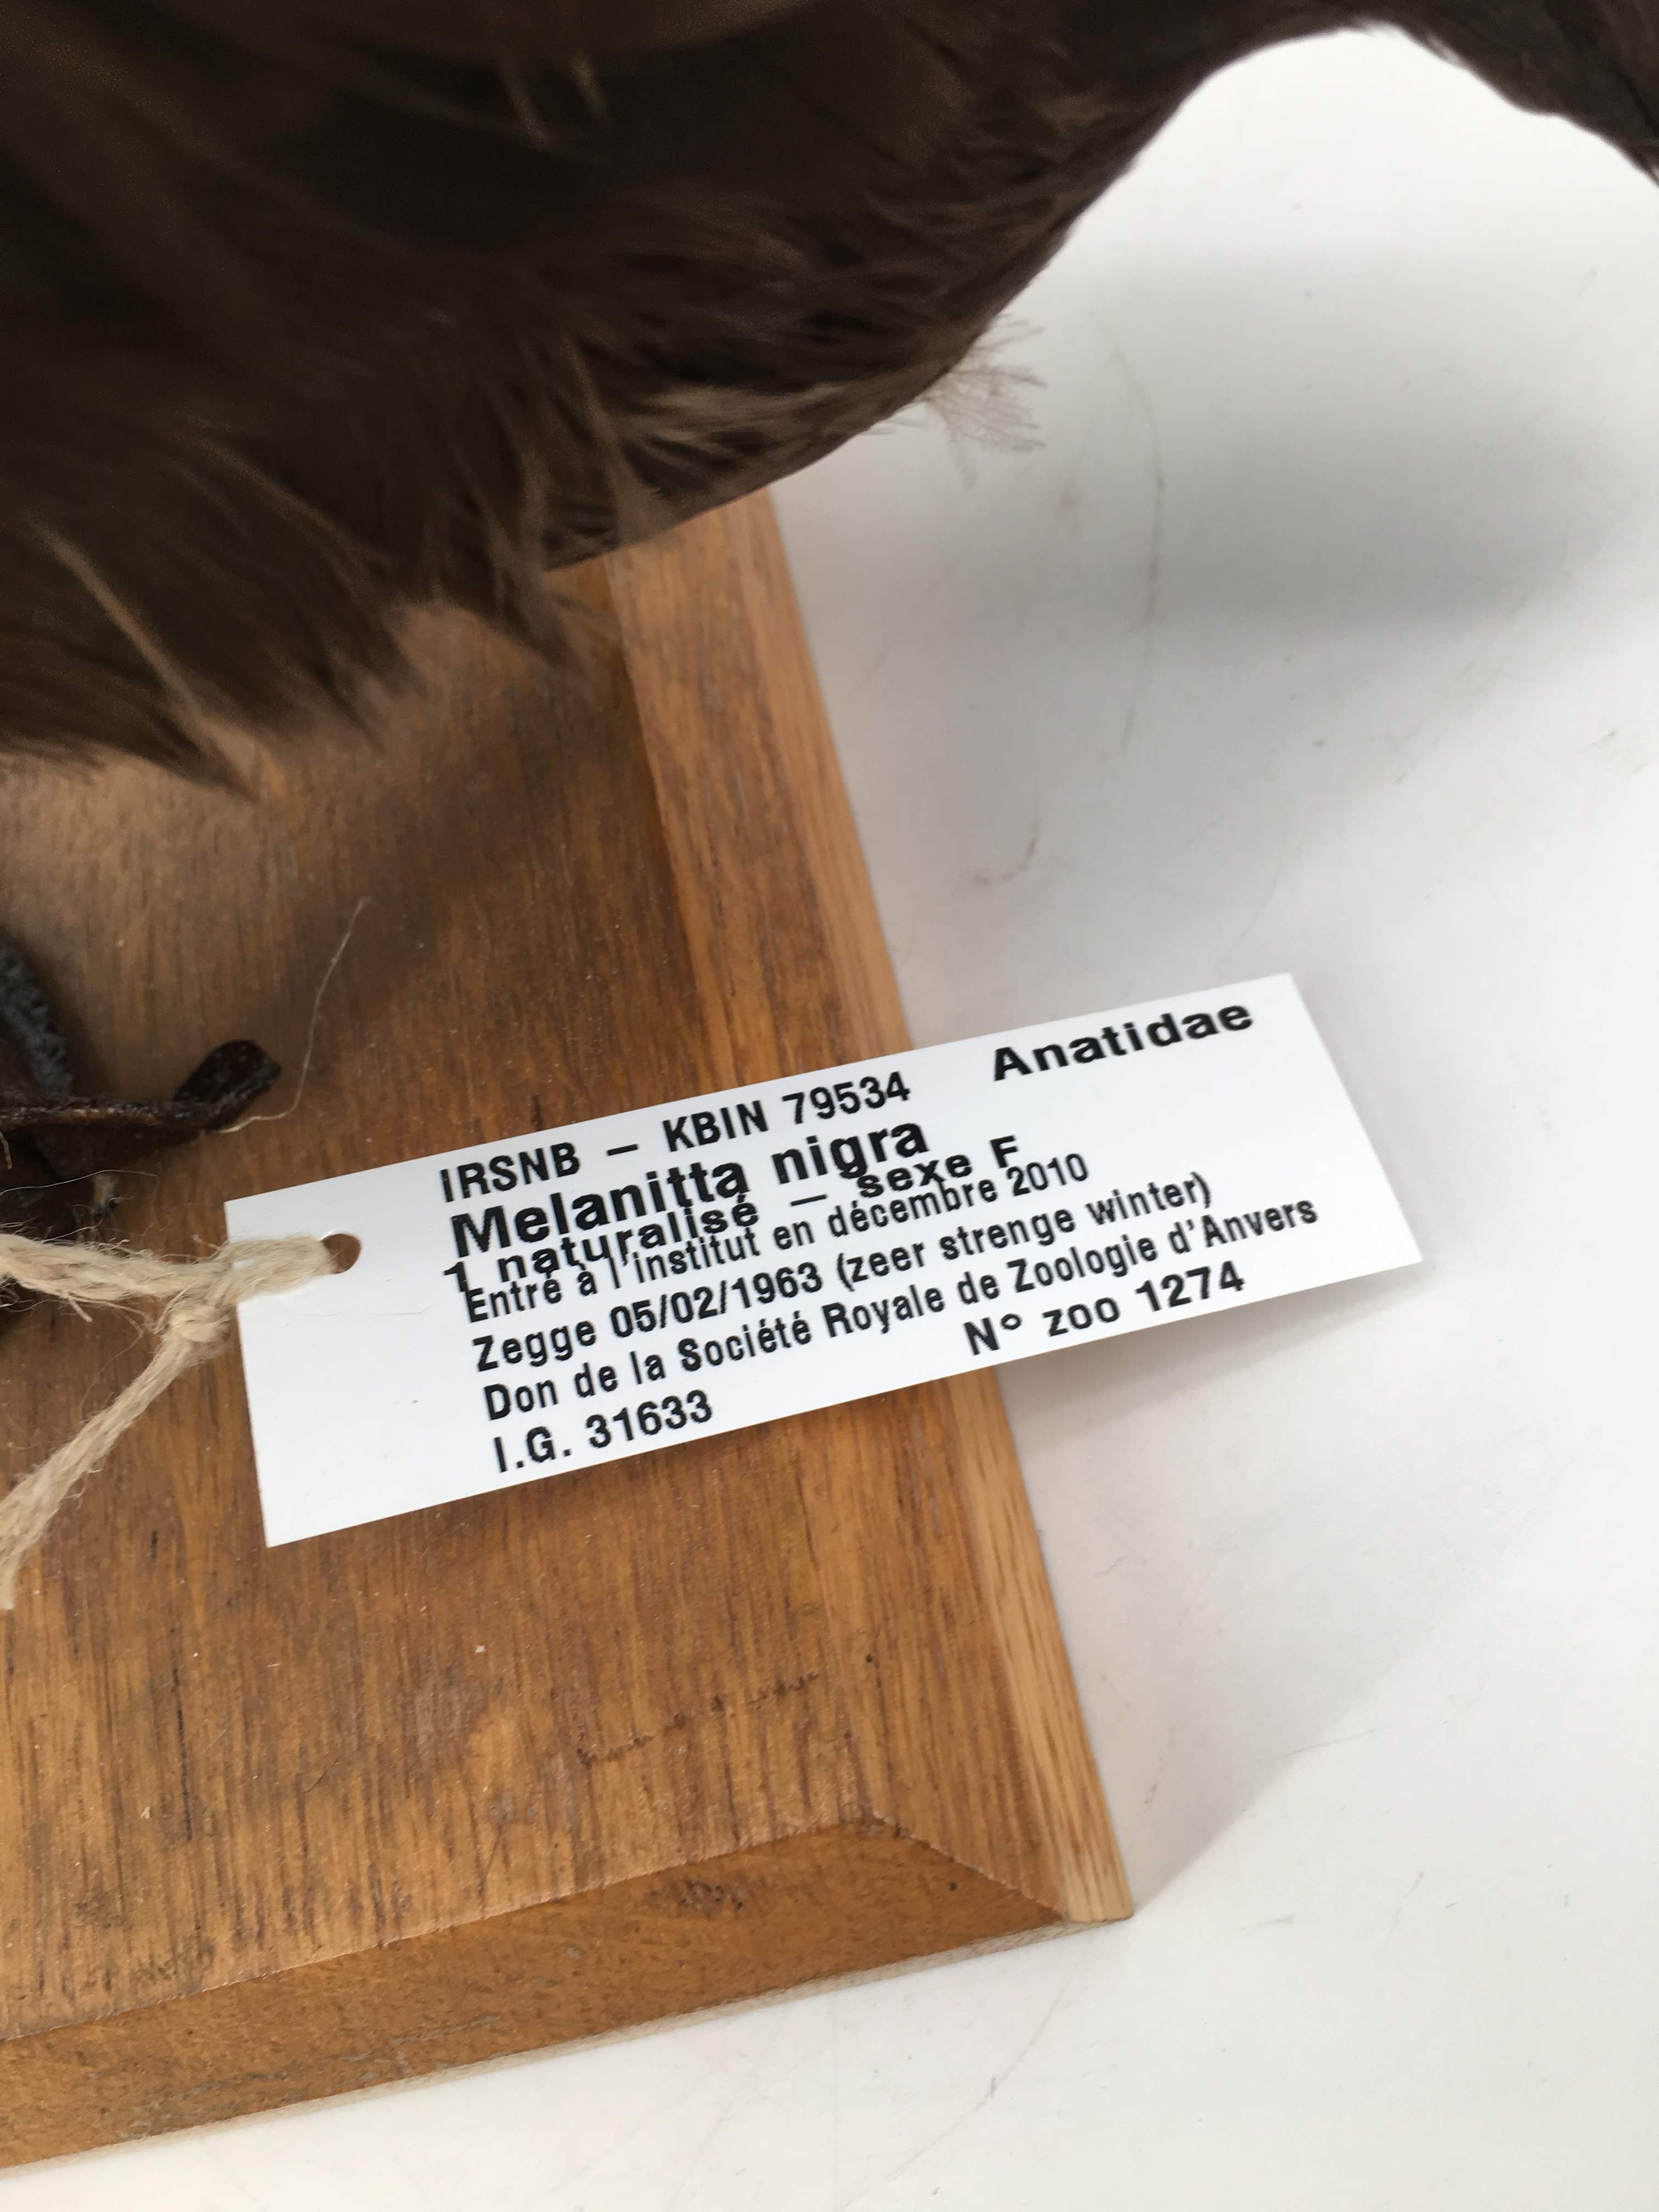 IRSNB – KBIN 79534 Anatidae
Melanitta nigra
1 naturalisé – sexe F
Entré à l'institut en décembre 2010
Zegge 05/02/1963 (zeer strenge winter)
Don de la Société Royale de Zoologie d'Anvers
I.G. 31633 N° zoo 1274